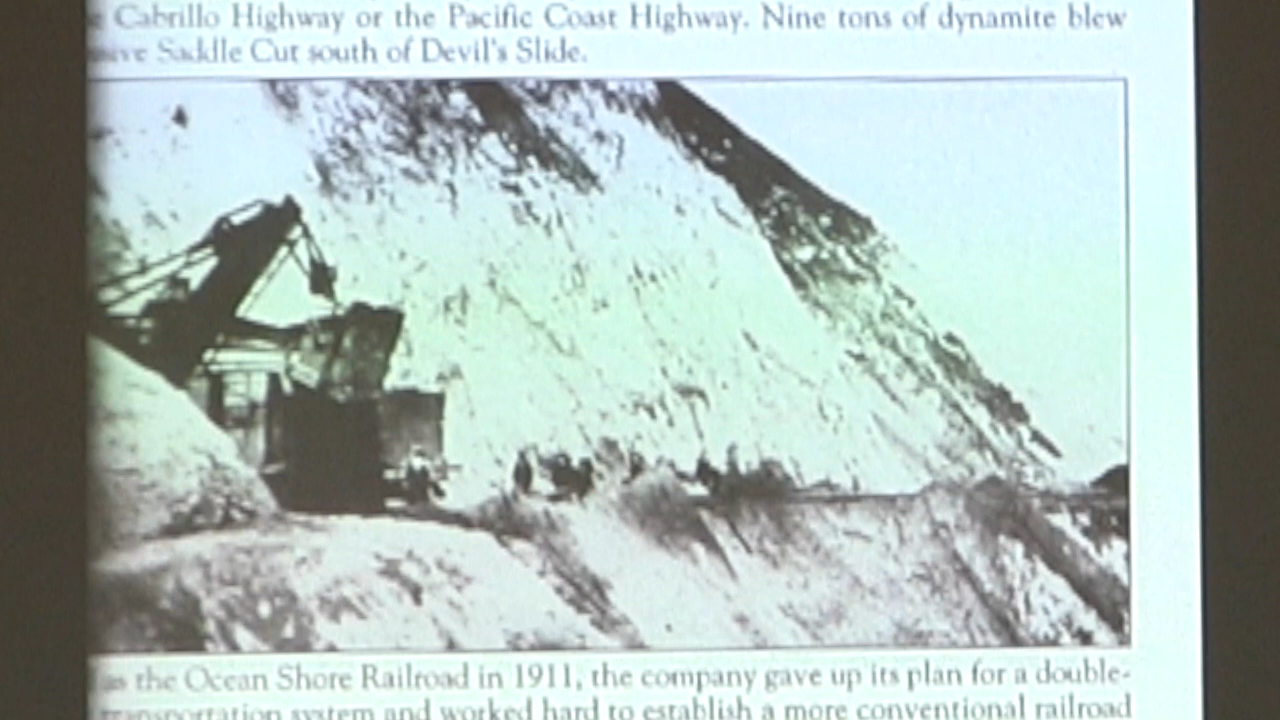 Cabrillo Highway or the Pacific Coast Highway. Nine tons of dynamite blew
Saddle Cut south of Devil's Slide.
as the Ocean Shore Railroad in 1911, the company gave up its plan for a double-
transportation system and worked hard to establish a more conventional railroad